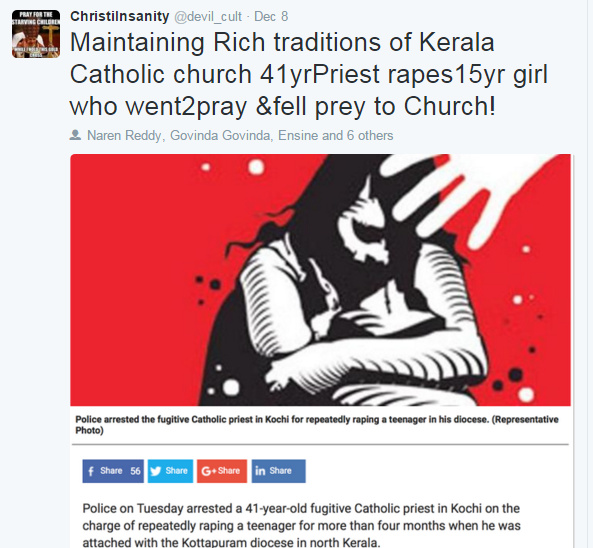 PRAY FOR THE
STARVING CHILDREN
ChristiInsanity @devil_cult · Dec 8
Maintaining Rich traditions of Kerala
Catholic church 41yrPriest rapes15yr girl
who went2pray &fell prey to Church!
Naren Reddy, Govinda Govinda, Ensine and 6 others
Police arrested the fugitive Catholic priest in Kochi for repeatedly raping a teenager in his diocese. (Representative
Photo)
f Share 56 Share G+ Share in Share
Police on Tuesday arrested a 41-year-old fugitive Catholic priest in Kochi on the
charge of repeatedly raping a teenager for more than four months when he was
attached with the Kottapuram diocese in north Kerala.